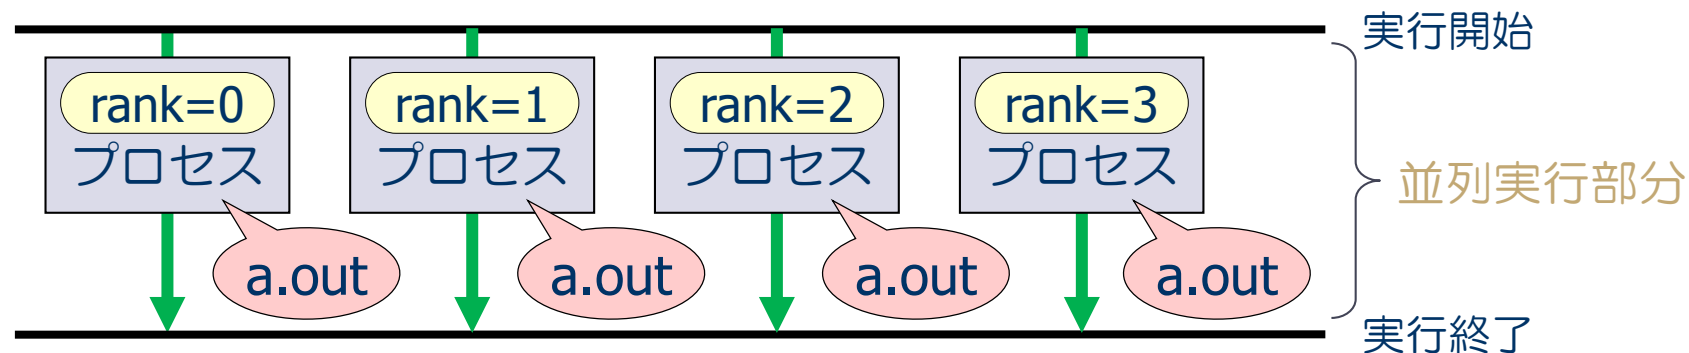 実行開始
rank=0
プロセス
a.out
rank=1
プロセス
a.out
rank=2
プロセス
a.out
rank=3
プロセス
a.out
並列実行部分
実行終了